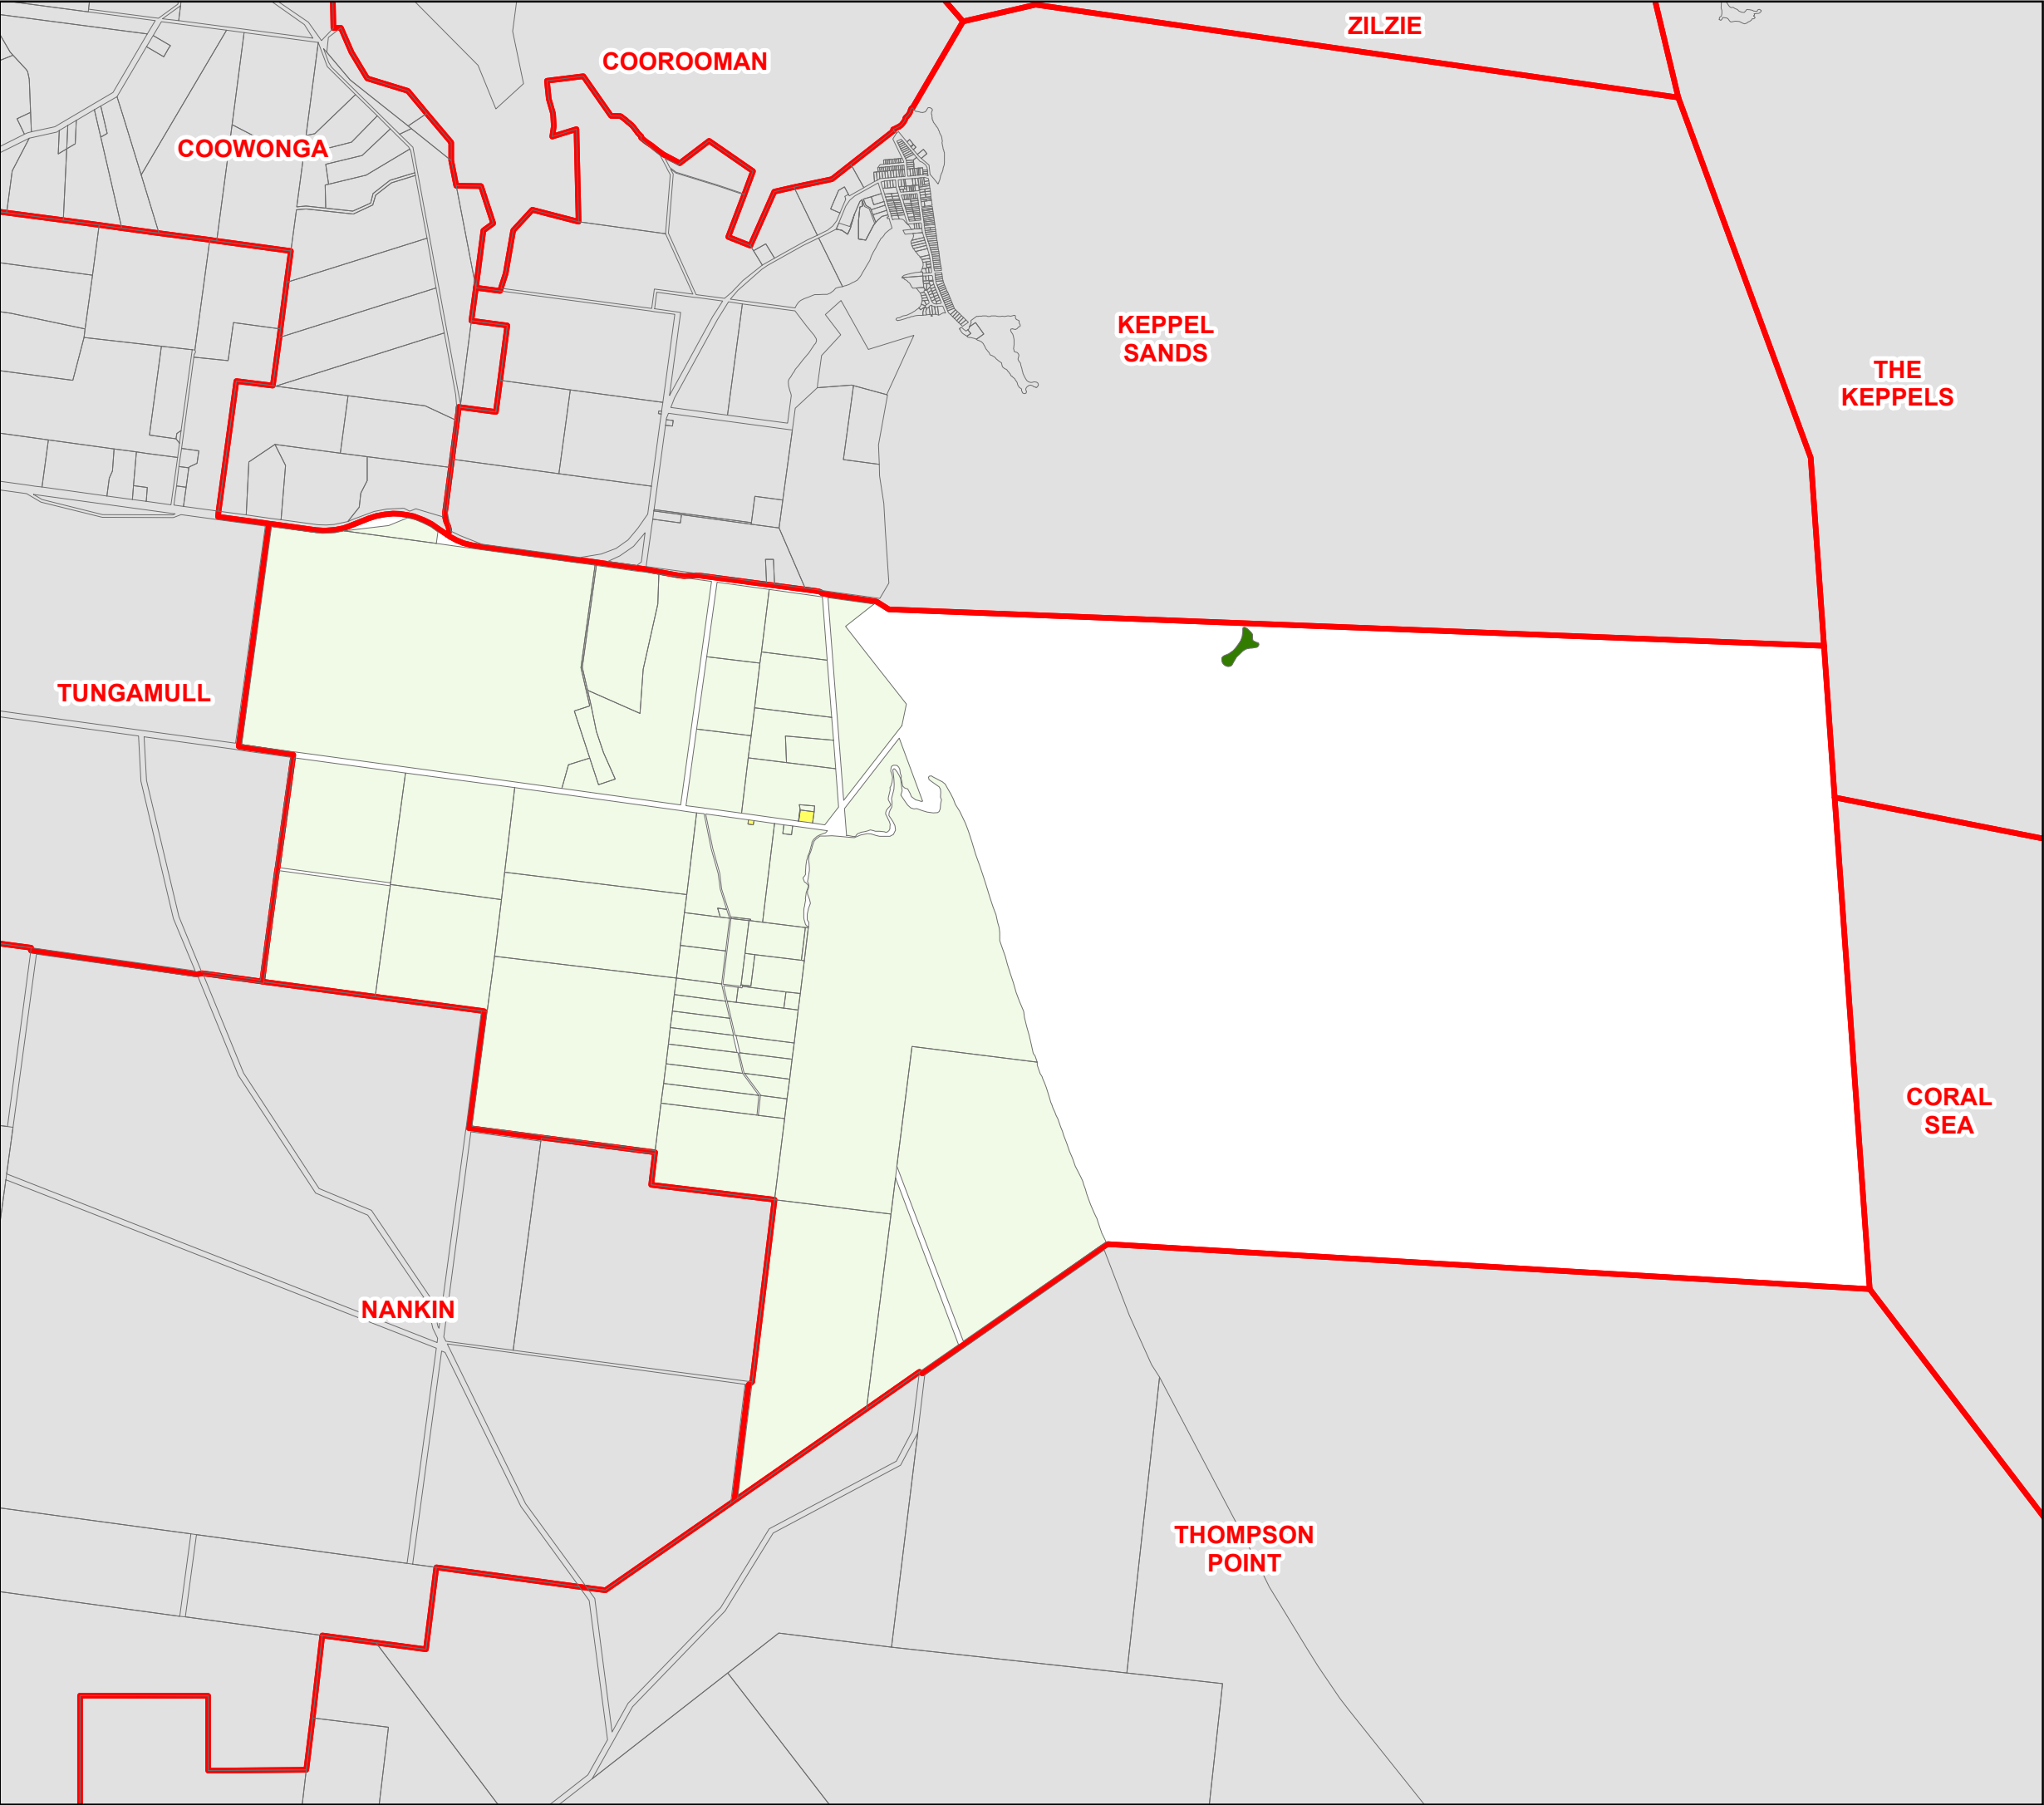 ZILZIE
COOROOMAN
COOWONGA
KEPPEL
SANDS
THE
KEPPELS
TUNGAMULL
CORAL
SEA
NANKIN
THOMPSON
POINT